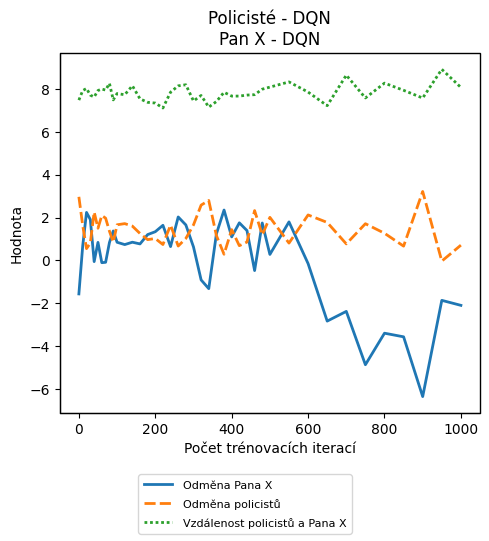 Policisté - DQN
Pan X - DQN
Hodnota
8
6
4
2
0
−2
−4
−6
0 200 400 600 800 1000
Počet trénovacích iterací
Odměna Pana X
Odměna policistů
Vzdálenost policistů a Pana X